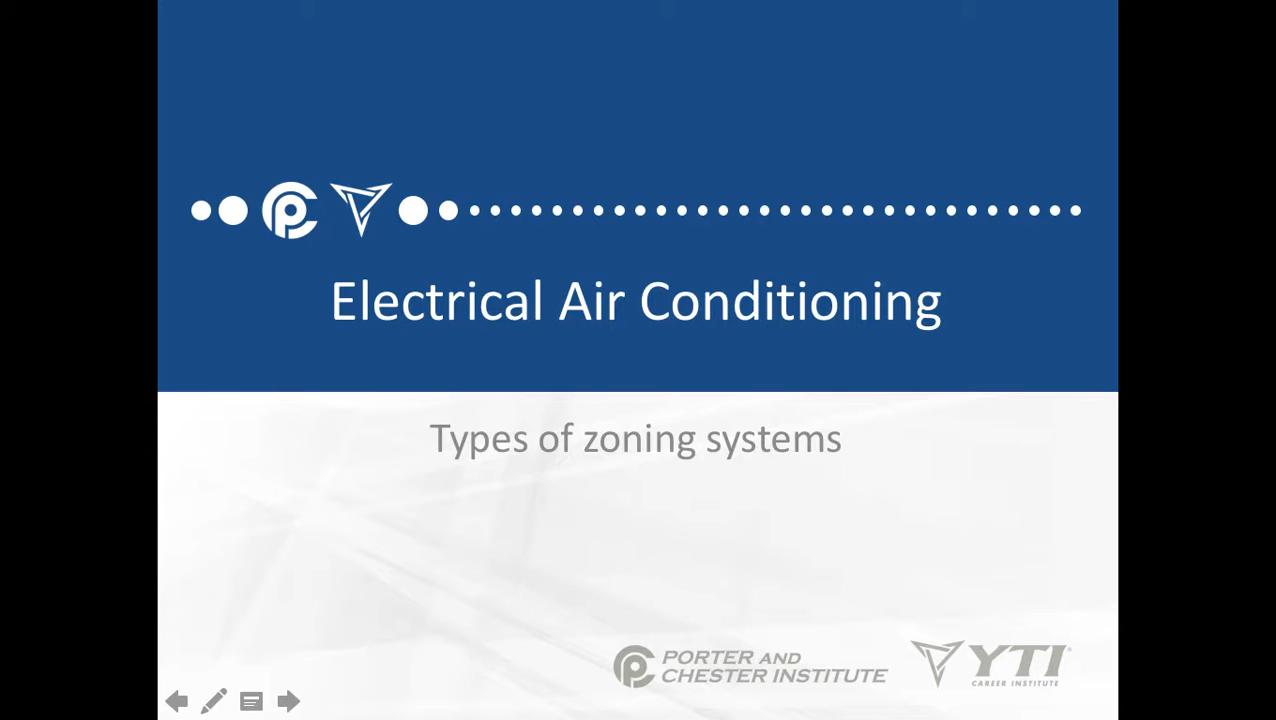 Electrical Air Conditioning
Types of zoning systems
PORTER AND
CHESTER INSTITUTE
YTI
CAREER INSTITUTE